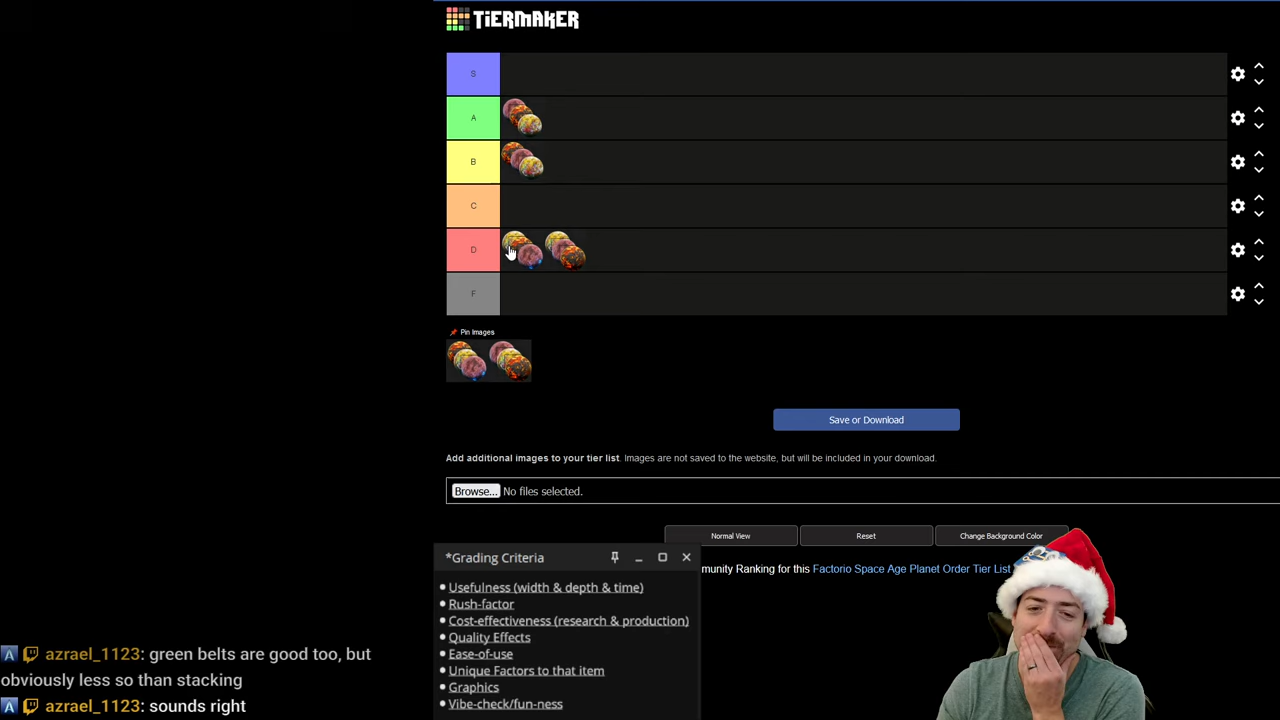 TiERMAKER
S
A
B
C
D
F
📌 Pin Images
Save or Download
Add additional images to your tier list. Images are not saved to the website, but will be included in your download.
Browse... No files selected.
Normal View
Reset
Change Background Color
munity Ranking for this Factorio Space Age Planet Order Tier List
*Grading Criteria
• Usefulness (width & depth & time)
• Rush-factor
• Cost-effectiveness (research & production)
• Quality Effects
• Ease-of-use
• Unique Factors to that item
• Graphics
• Vibe-check/fun-ness
azrael_1123: green belts are good too, but
obviously less so than stacking
azrael_1123: sounds right